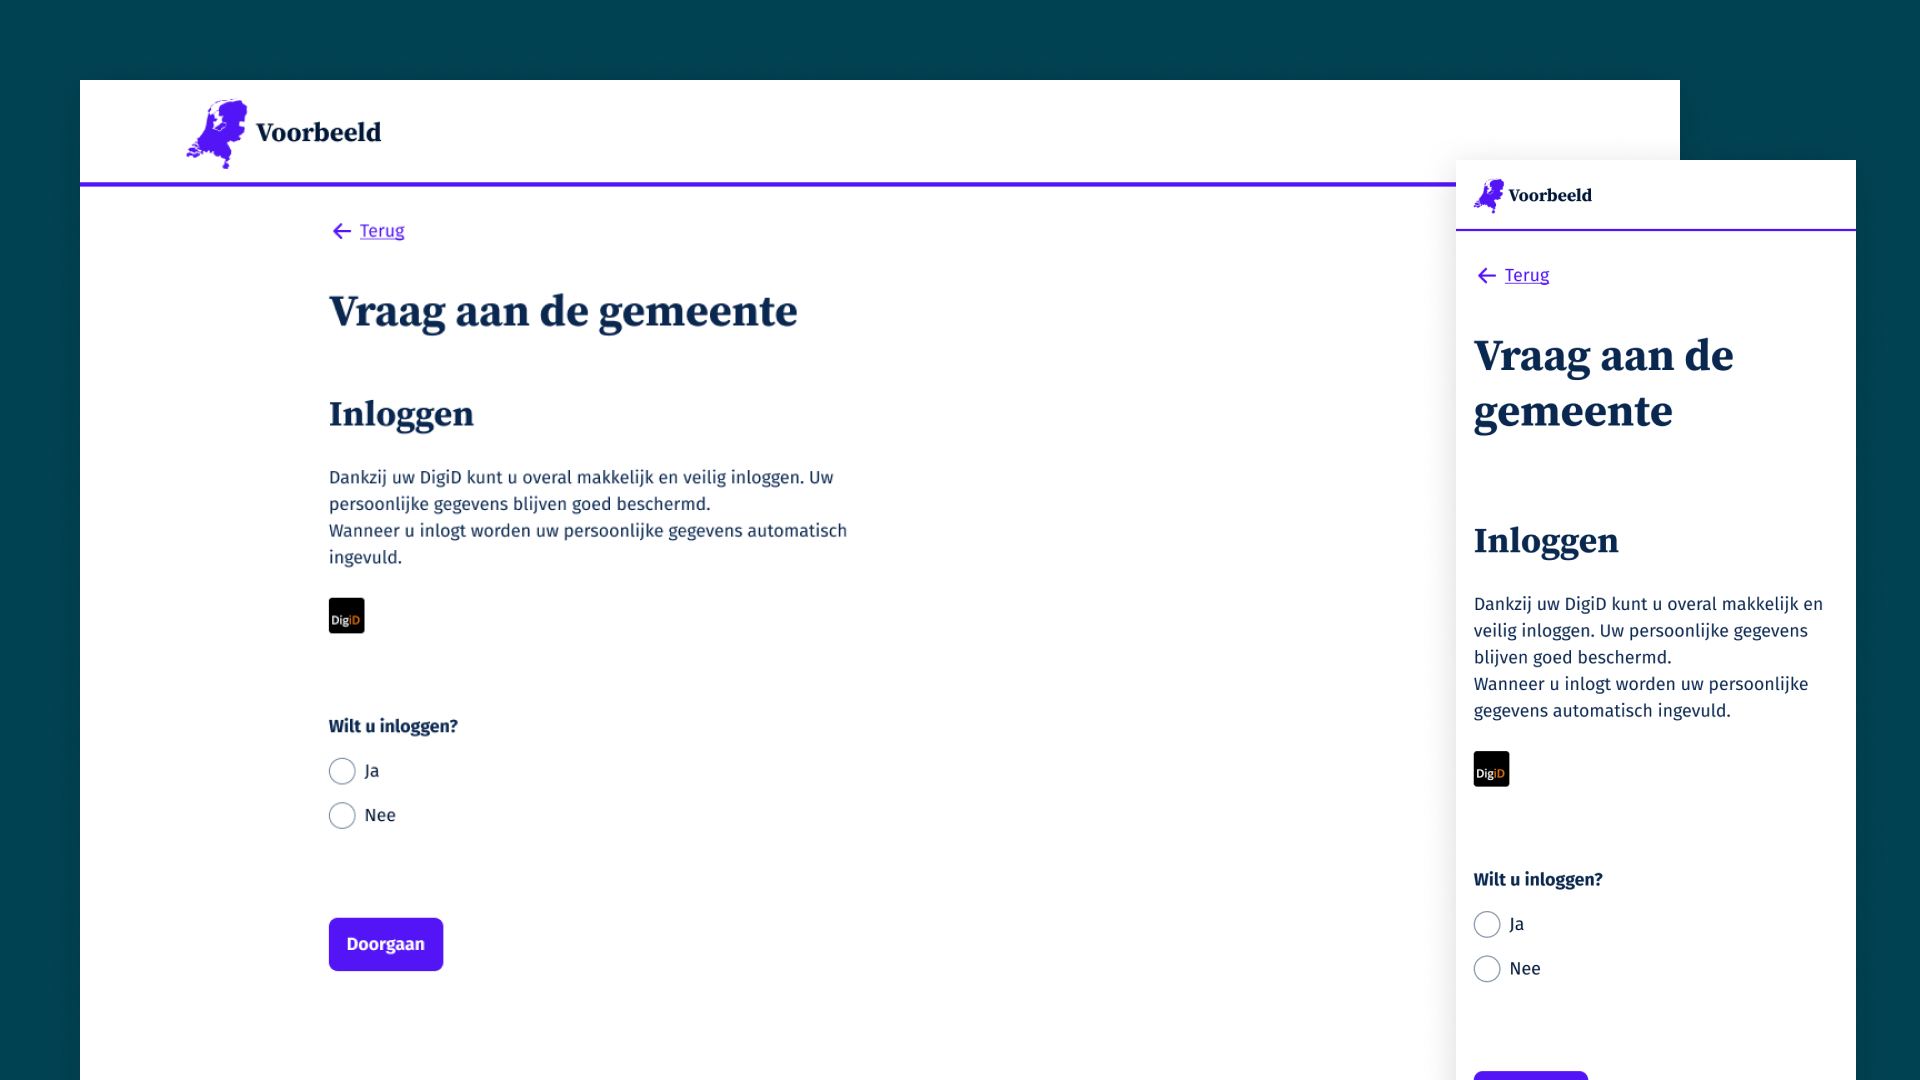 Voorbeeld
Terug
Vraag aan de gemeente
Inloggen
Dankzij uw DigiD kunt u overal makkelijk en veilig inloggen. Uw
persoonlijke gegevens blijven goed beschermd.
Wanneer u inlogt worden uw persoonlijke gegevens automatisch
ingevuld.
DigiD
Wilt u inloggen?
Ja
Nee
Doorgaan
Voorbeeld
Terug
Vraag aan de
gemeente
Inloggen
Dankzij uw DigiD kunt u overal makkelijk en
veilig inloggen. Uw persoonlijke gegevens
blijven goed beschermd.
Wanneer u inlogt worden uw persoonlijke
gegevens automatisch ingevuld.
DigiD
Wilt u inloggen?
Ja
Nee